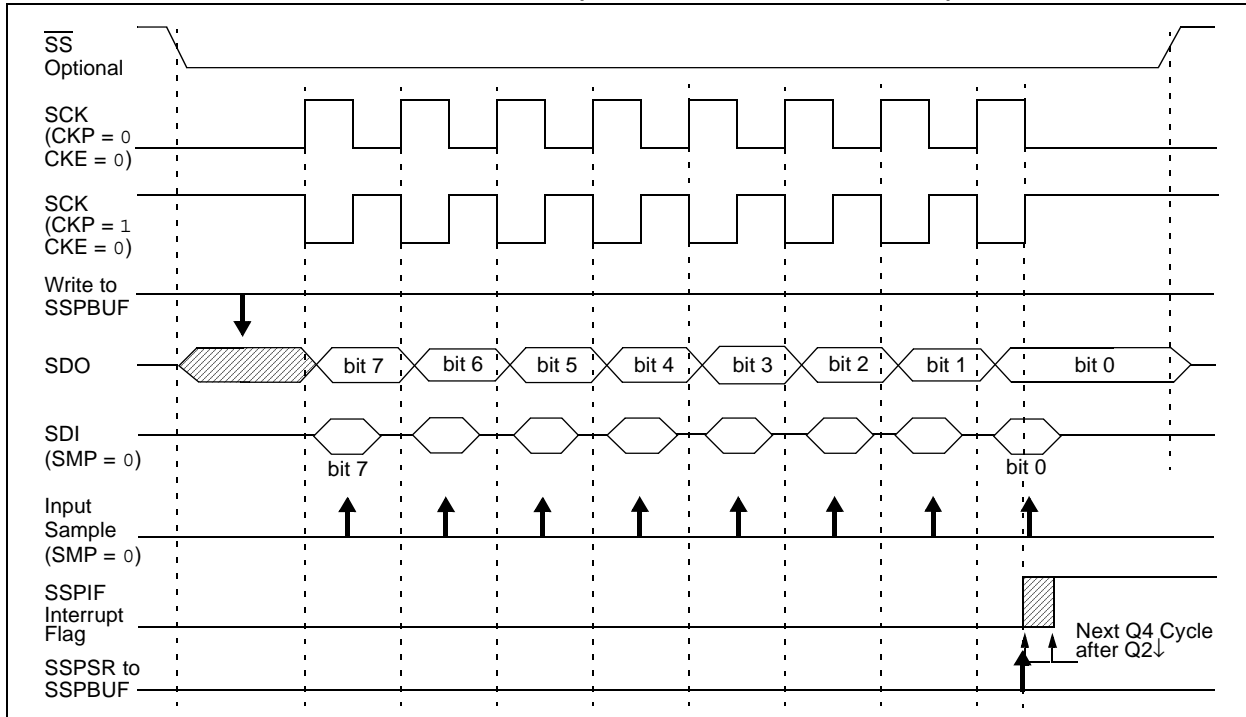 SS
Optional
SCK
(CKP = 0
CKE = 0)
SCK
(CKP = 1
CKE = 0)
Write to
SSPBUF
SDO
bit 7 bit 6 bit 5 bit 4 bit 3 bit 2 bit 1 bit 0
SDI
(SMP = 0)
bit 7 bit 0
Input
Sample
(SMP = 0)
SSPIF
Interrupt
Flag
Next Q4 Cycle
after Q2↓
SSPSR to
SSPBUF